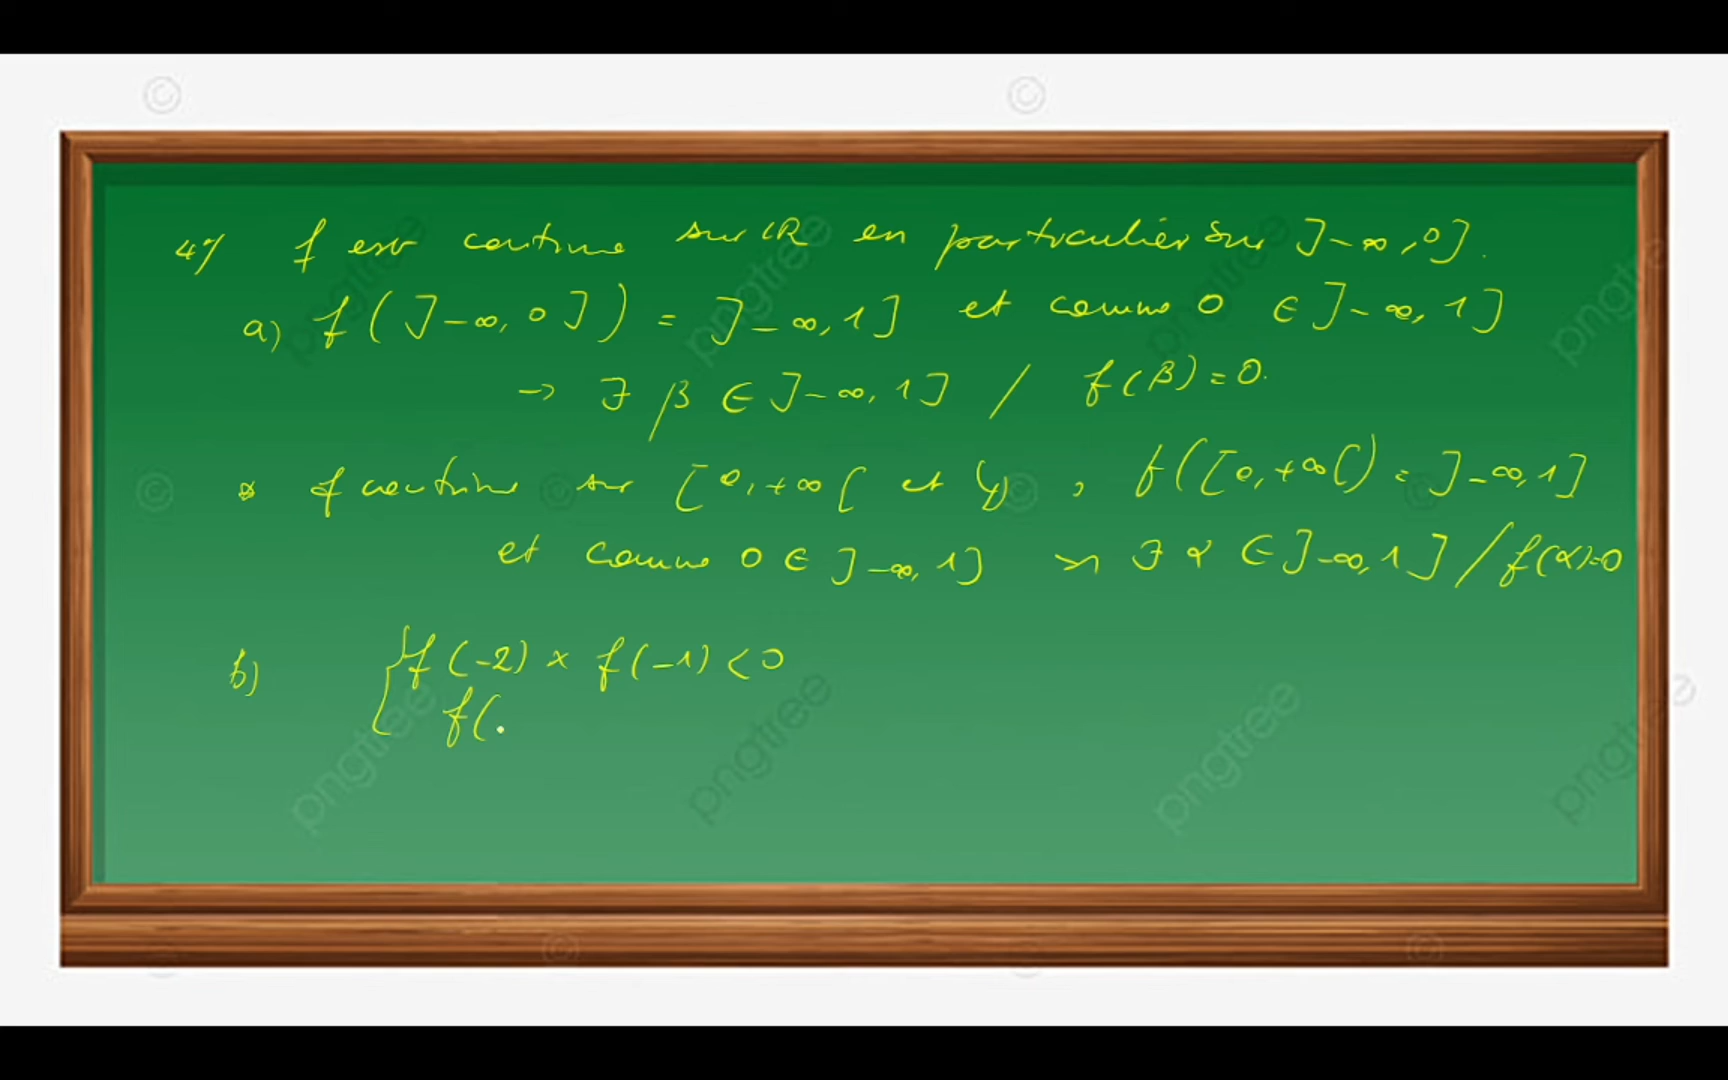 4°/ f est continue sur ℝ en particulier sur ]-∞,0].
a) f(]-∞,0]) = ]-∞,1] et comme 0 ∈ ]-∞,1]
→ ∃ β ∈ ]-∞,1] / f(β)=0.
f continue sur [0,+∞[ et ↘, f([0,+∞[) = ]-∞,1]
et comme 0 ∈ ]-∞,1] ∃ α ∈ ]-∞,1] / f(α)=0
b) { f(-2) × f(-1) < 0
f(